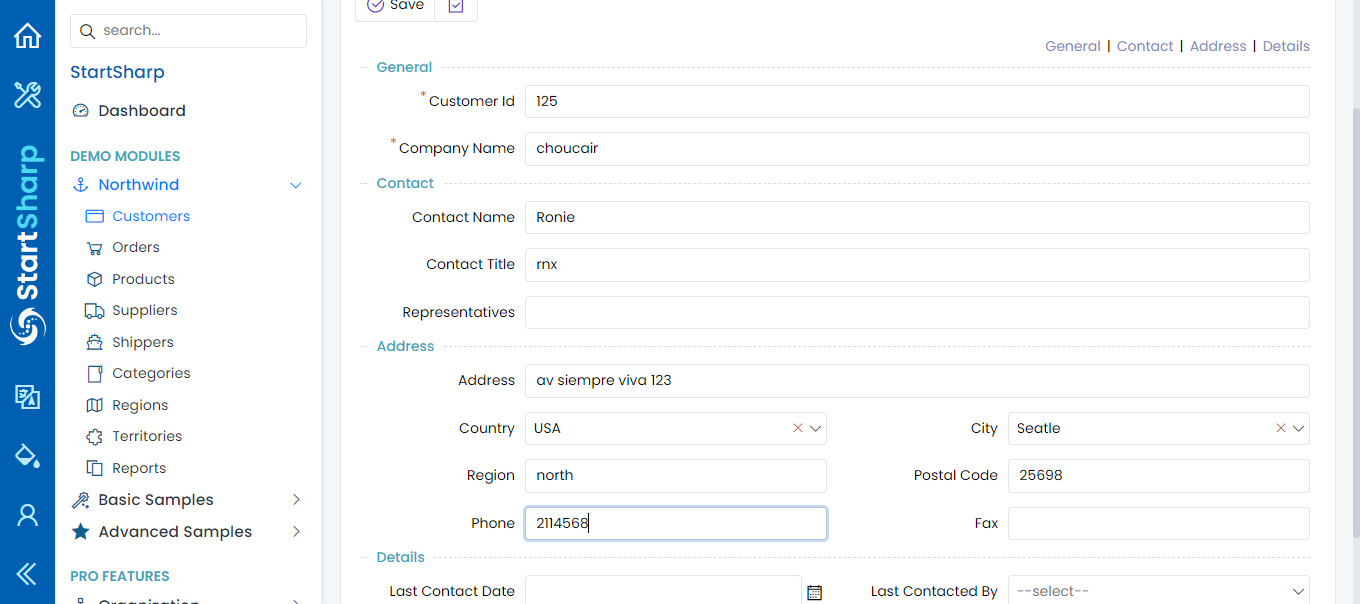 Save
search...
StartSharp
Dashboard
DEMO MODULES
Northwind
Customers
Orders
Products
Suppliers
Shippers
Categories
Regions
Territories
Reports
Basic Samples
Advanced Samples
PRO FEATURES
Organization
StartSharp
General | Contact | Address | Details
General
*Customer Id 125
*Company Name choucair
Contact
Contact Name Ronie
Contact Title rnx
Representatives
Address
Address av siempre viva 123
Country USA City Seatle
Region north Postal Code 25698
Phone 2114568 Fax
Details
Last Contact Date Last Contacted By --select--